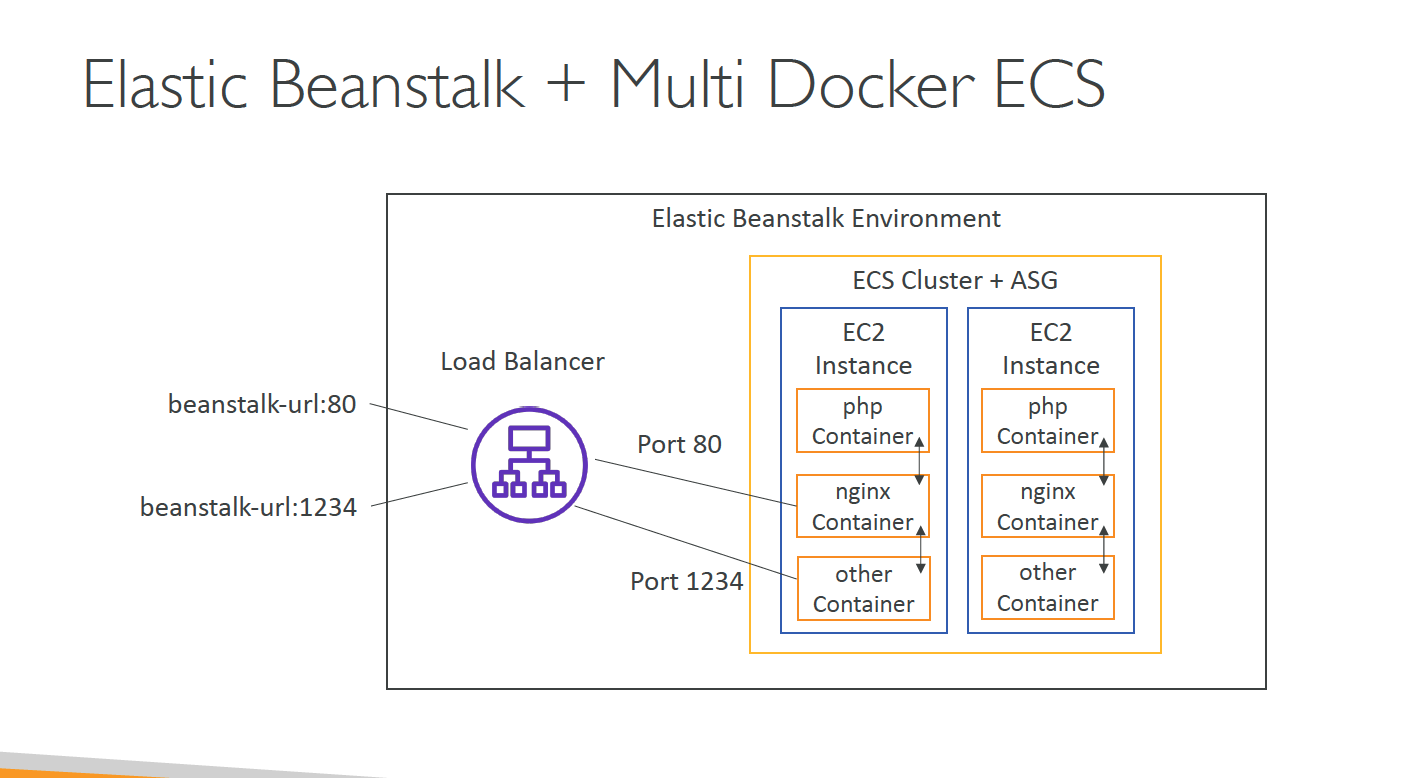 Elastic Beanstalk + Multi Docker ECS
Elastic Beanstalk Environment
ECS Cluster + ASG
EC2
Instance
EC2
Instance
Load Balancer
beanstalk-url:80
beanstalk-url:1234
Port 80
Port 1234
php
Container
nginx
Container
other
Container
php
Container
nginx
Container
other
Container